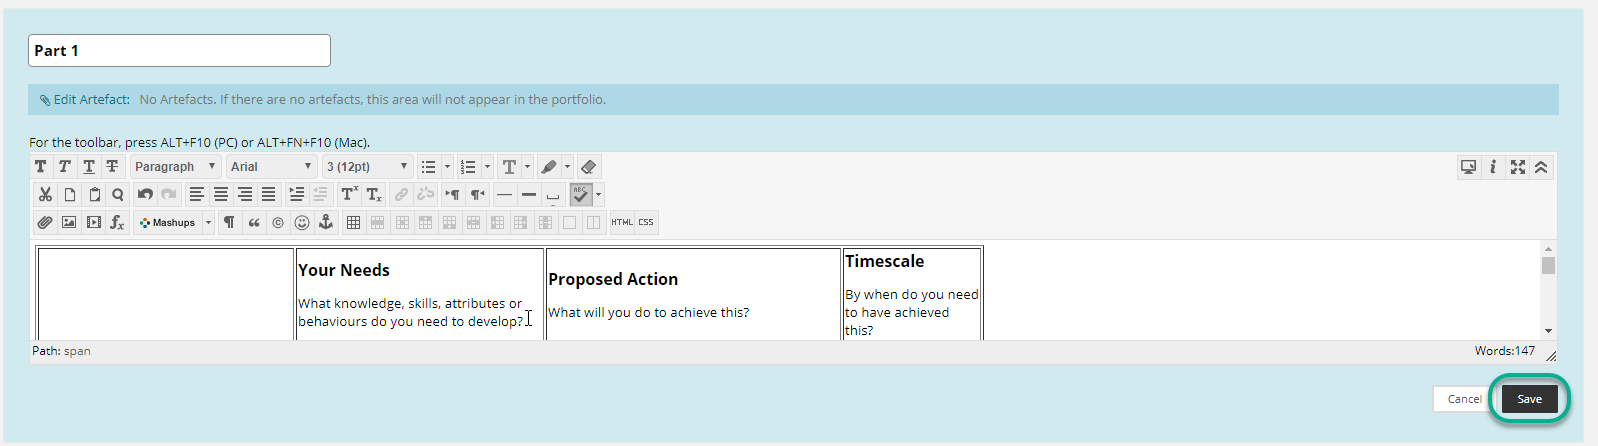 Part 1
Edit Artefact: No Artefacts. If there are no artefacts, this area will not appear in the portfolio.
For the toolbar, press ALT+F10 (PC) or ALT+FN+F10 (Mac).
T T T T Paragraph Arial 3 (12pt) T
ABC
Mashups HTML CSS
Your Needs
What knowledge, skills, attributes or
behaviours do you need to develop?
Proposed Action
What will you do to achieve this?
Timescale
By when do you need
to have achieved
this?
Path: span Words:147
Cancel Save